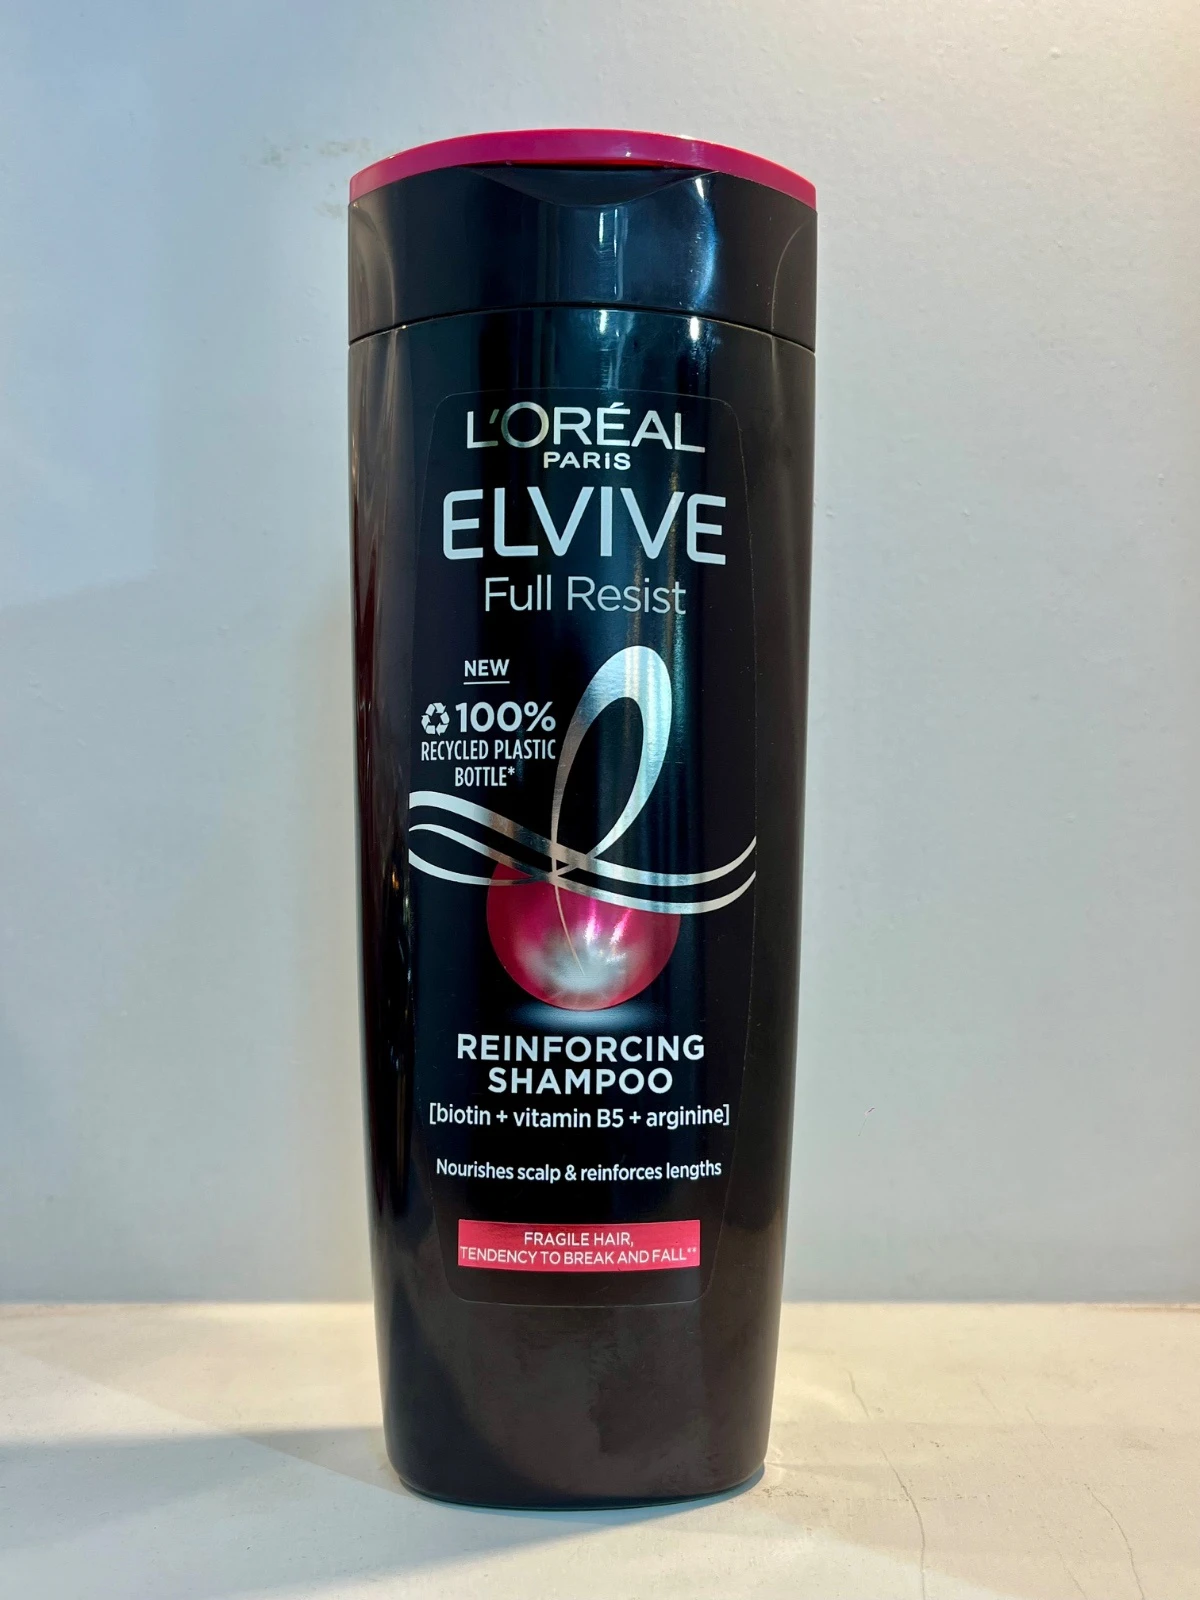 L'ORÉAL
PARIS
ELVIVE
Full Resist
NEW
100%
RECYCLED PLASTIC
BOTTLE*
REINFORCING
SHAMPOO
[biotin + vitamin B5 + arginine]
Nourishes scalp & reinforces lengths
FRAGILE HAIR,
TENDENCY TO BREAK AND FALL**